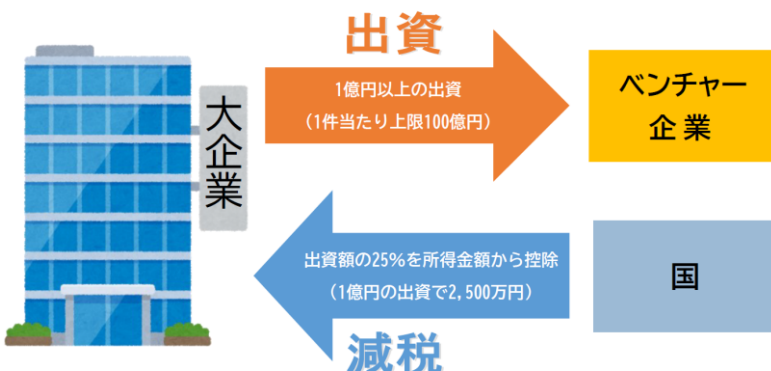 出資
1億円以上の出資
（1件当たり上限100億円）
ベンチャー
企業
大企業
出資額の25%を所得金額から控除
（1億円の出資で2,500万円）
国
減税